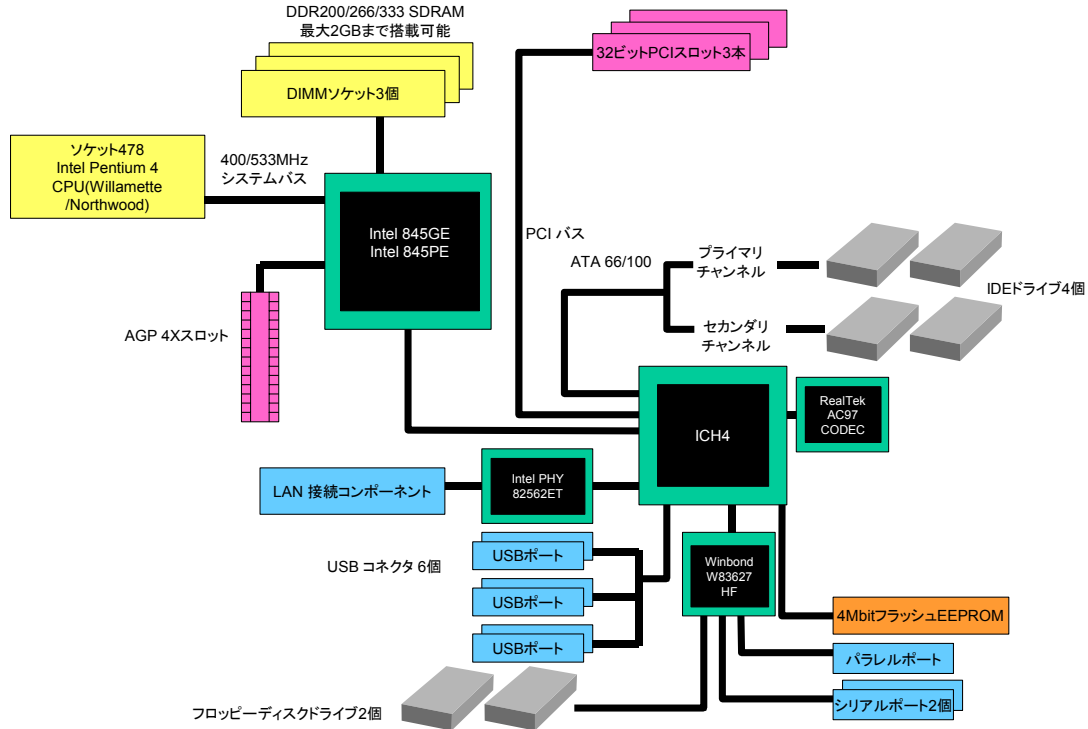 DDR200/266/333 SDRAM
最大2GBまで搭載可能
DIMMソケット3個
32ビットPCIスロット3本
ソケット478
Intel Pentium 4
CPU(Willamette
/Northwood)
400/533MHz
システムバス
Intel 845GE
Intel 845PE
AGP 4Xスロット
PCI バス
ATA 66/100
プライマリ
チャンネル
セカンダリ
チャンネル
IDEドライブ4個
ICH4
RealTek
AC97
CODEC
LAN 接続コンポーネント
Intel PHY
82562ET
USB コネクタ 6個
USBポート
USBポート
USBポート
Winbond
W83627
HF
4MbitフラッシュEEPROM
パラレルポート
シリアルポート2個
フロッピーディスクドライブ2個